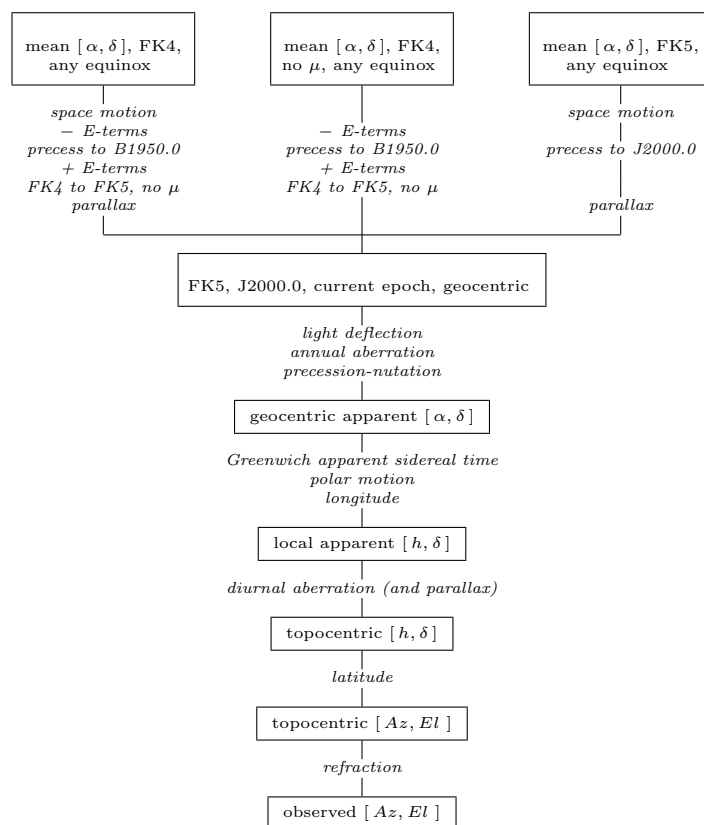 mean [ α, δ ], FK4,
any equinox
mean [ α, δ ], FK4,
no μ, any equinox
mean [ α, δ ], FK5,
any equinox
space motion
− E-terms
precess to B1950.0
+ E-terms
FK4 to FK5, no μ
parallax
− E-terms
precess to B1950.0
+ E-terms
FK4 to FK5, no μ
space motion
precess to J2000.0
parallax
FK5, J2000.0, current epoch, geocentric
light deflection
annual aberration
precession-nutation
geocentric apparent [ α, δ ]
Greenwich apparent sidereal time
polar motion
longitude
local apparent [ h, δ ]
diurnal aberration (and parallax)
topocentric [ h, δ ]
latitude
topocentric [ Az, El ]
refraction
observed [ Az, El ]